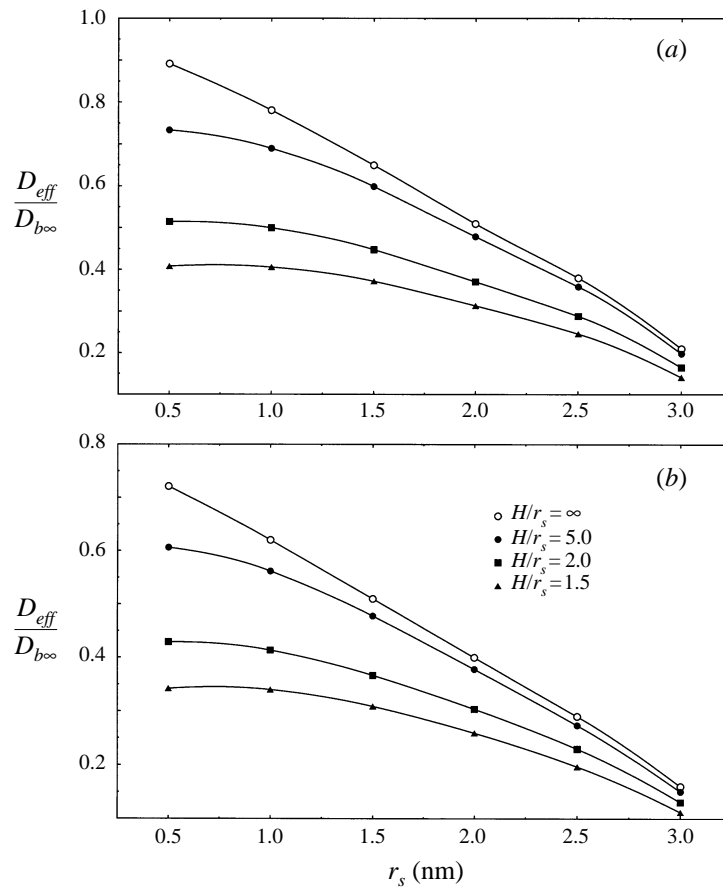 (a)
1.0
0.8
0.6
0.4
0.2
D_eff
D_b∞
0.5 1.0 1.5 2.0 2.5 3.0
(b)
0.8
0.6
0.4
0.2
D_eff
D_b∞
H/r_s = ∞
H/r_s = 5.0
H/r_s = 2.0
H/r_s = 1.5
0.5 1.0 1.5 2.0 2.5 3.0
r_s (nm)